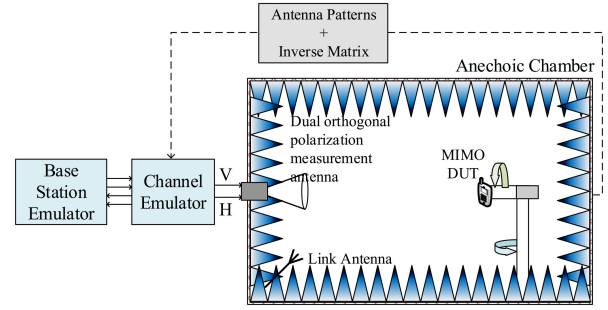 Antenna Patterns
+
Inverse Matrix
Anechoic Chamber
Dual orthogonal
polarization
measurement
antenna
MIMO
DUT
Base
Station
Emulator
Channel
Emulator
V
H
Link Antenna